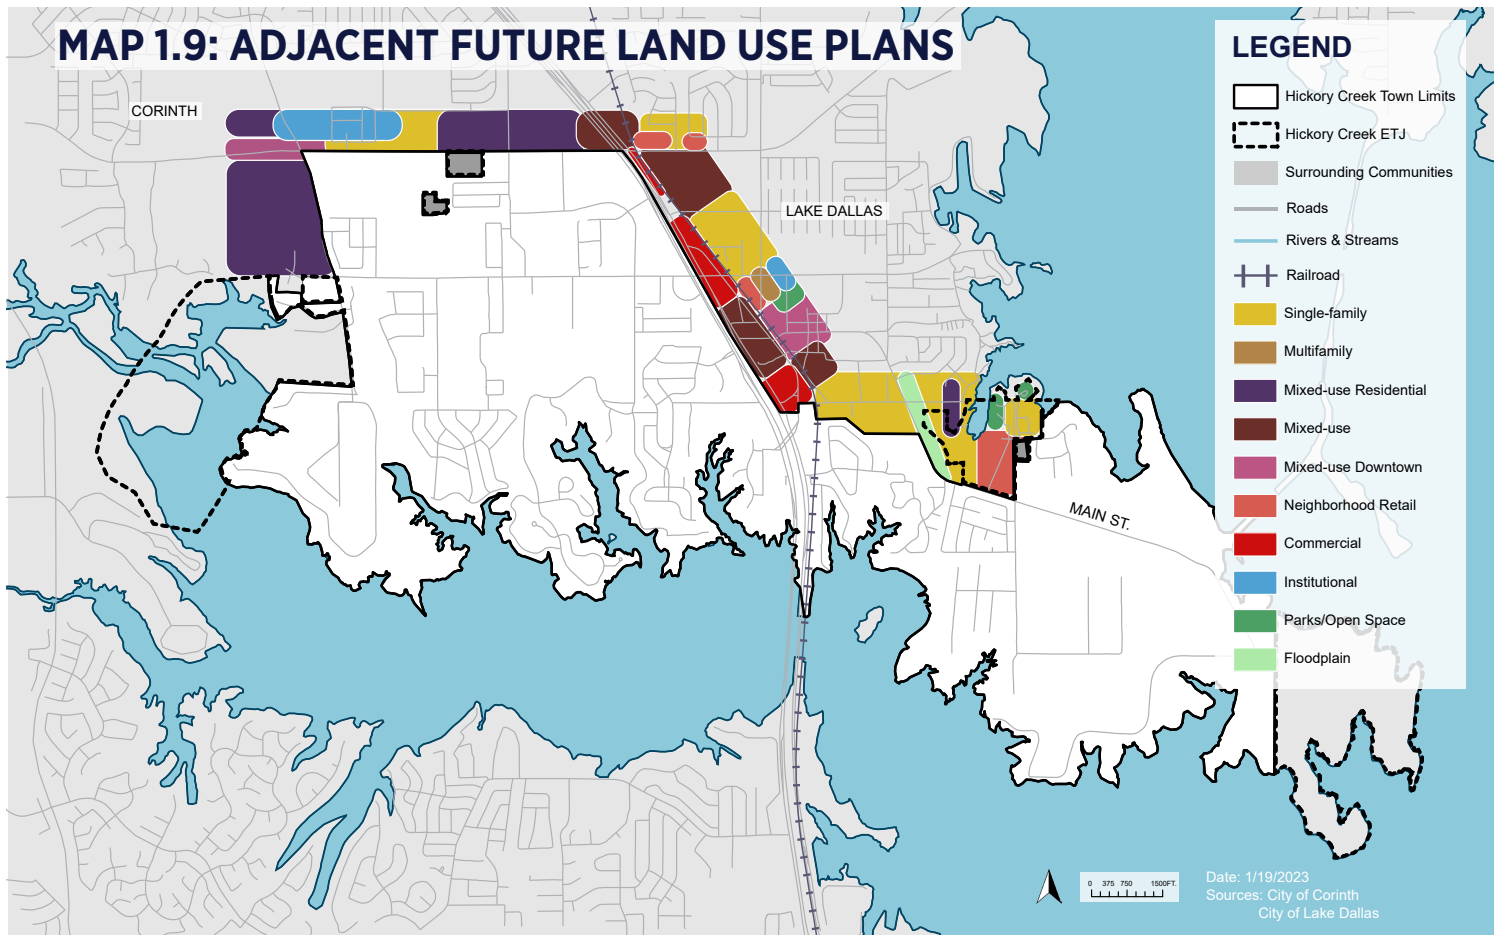 MAP 1.9: ADJACENT FUTURE LAND USE PLANS
CORINTH
LAKE DALLAS
MAIN ST.
LEGEND
Hickory Creek Town Limits
Hickory Creek ETJ
Surrounding Communities
Roads
Rivers & Streams
Railroad
Single-family
Multifamily
Mixed-use Residential
Mixed-use
Mixed-use Downtown
Neighborhood Retail
Commercial
Institutional
Parks/Open Space
Floodplain
0 375 750 1500FT.
Date: 1/19/2023
Sources: City of Corinth
City of Lake Dallas